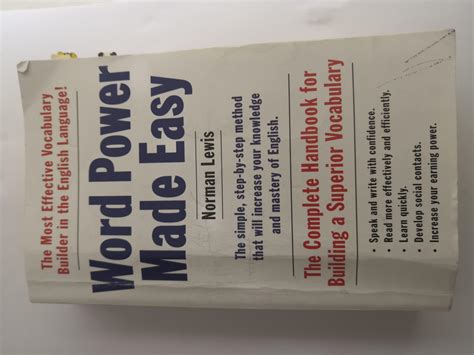 The Most Effective Vocabulary
Builder in the English Language!
Word Power
Made Easy
Norman Lewis
The simple, step-by-step method
that will increase your knowledge
and mastery of English.
The Complete Handbook for
Building a Superior Vocabulary
• Speak and write with confidence.
• Read more effectively and efficiently.
• Learn quickly.
• Develop social contacts.
• Increase your earning power.